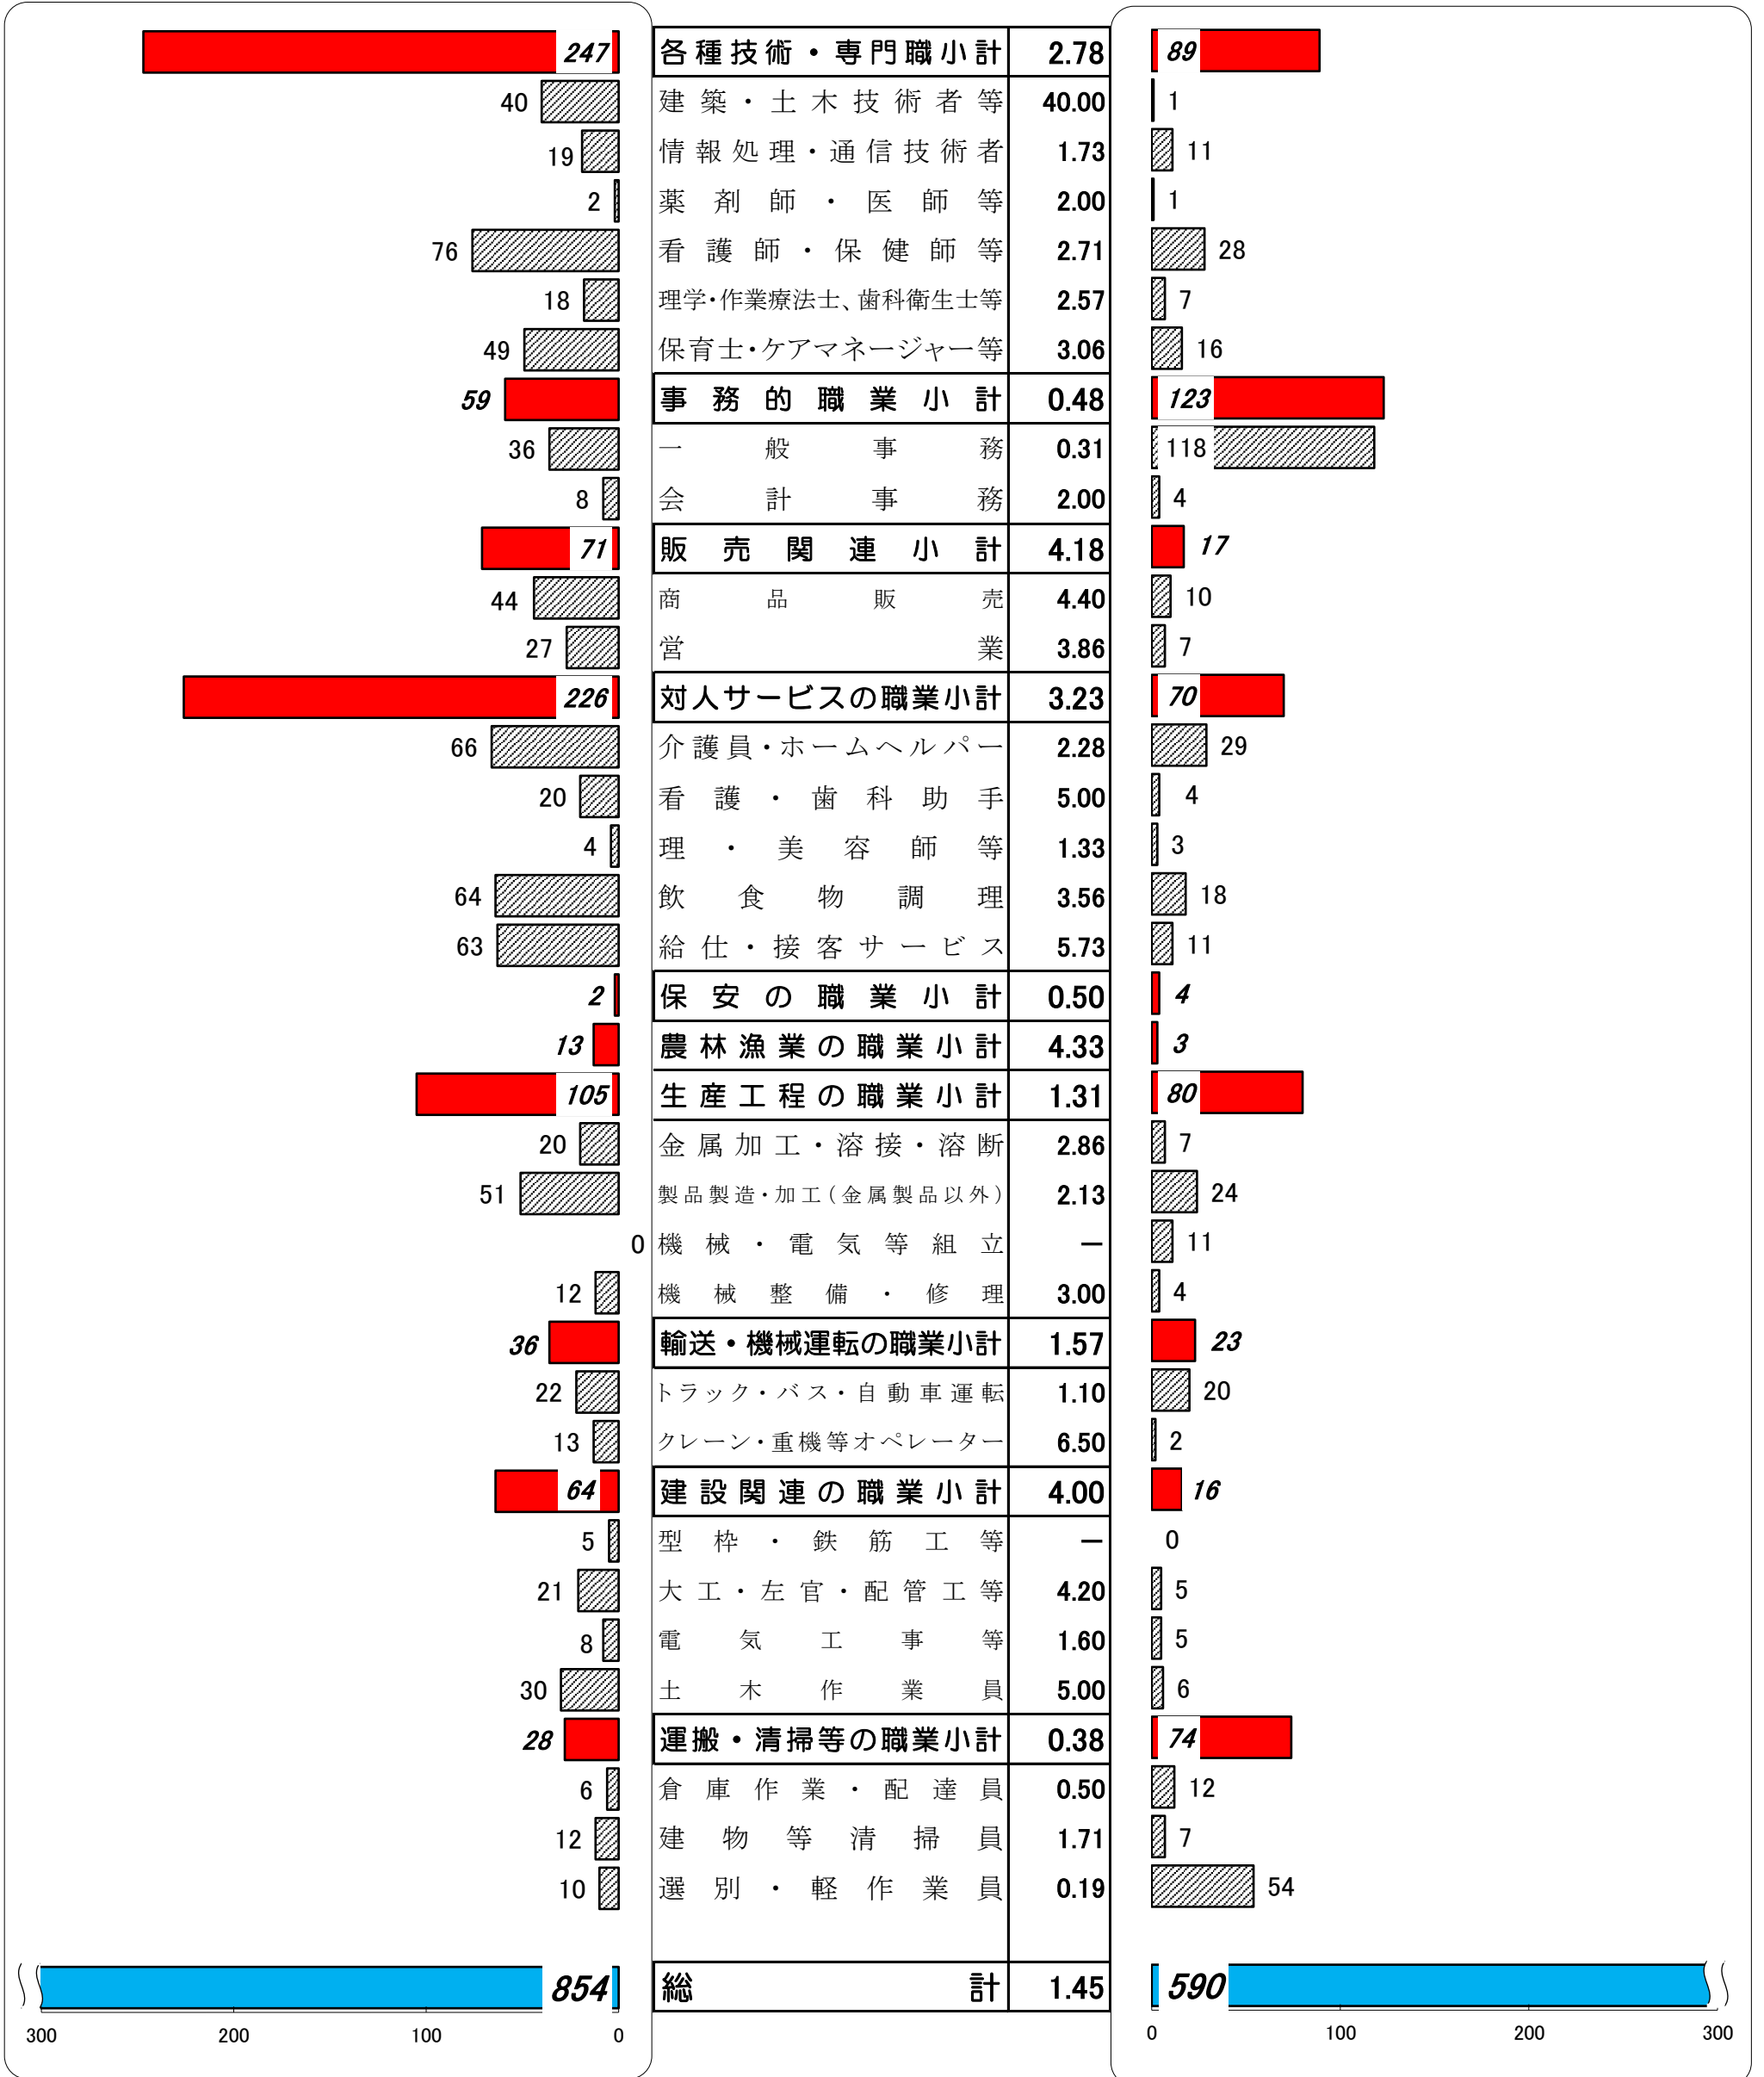 247 各種技術・専門職小計 2.78 89
40 建築・土木技術者等 40.00 1
19 情報処理・通信技術者 1.73 11
2 薬剤師・医師等 2.00 1
76 看護師・保健師等 2.71 28
18 理学・作業療法士、歯科衛生士等 2.57 7
49 保育士・ケアマネージャー等 3.06 16
59 事務的職業小計 0.48 123
36 一般事務 0.31 118
8 会計事務 2.00 4
71 販売関連小計 4.18 17
44 商品販売 4.40 10
27 営業 3.86 7
226 対人サービスの職業小計 3.23 70
66 介護員・ホームヘルパー 2.28 29
20 看護・歯科助手 5.00 4
4 理・美容師等 1.33 3
64 飲食物調理 3.56 18
63 給仕・接客サービス 5.73 11
2 保安の職業小計 0.50 4
13 農林漁業の職業小計 4.33 3
105 生産工程の職業小計 1.31 80
20 金属加工・溶接・溶断 2.86 7
51 製品製造・加工(金属製品以外) 2.13 24
0 機械・電気等組立 ― 11
12 機械整備・修理 3.00 4
36 輸送・機械運転の職業小計 1.57 23
22 トラック・バス・自動車運転 1.10 20
13 クレーン・重機等オペレーター 6.50 2
64 建設関連の職業小計 4.00 16
5 型枠・鉄筋工等 ― 0
21 大工・左官・配管工等 4.20 5
8 電気工事等 1.60 5
30 土木作業員 5.00 6
28 運搬・清掃等の職業小計 0.38 74
6 倉庫作業・配達員 0.50 12
12 建物等清掃員 1.71 7
10 選別・軽作業員 0.19 54
854 総計 1.45 590
300 200 100 0 0 100 200 300